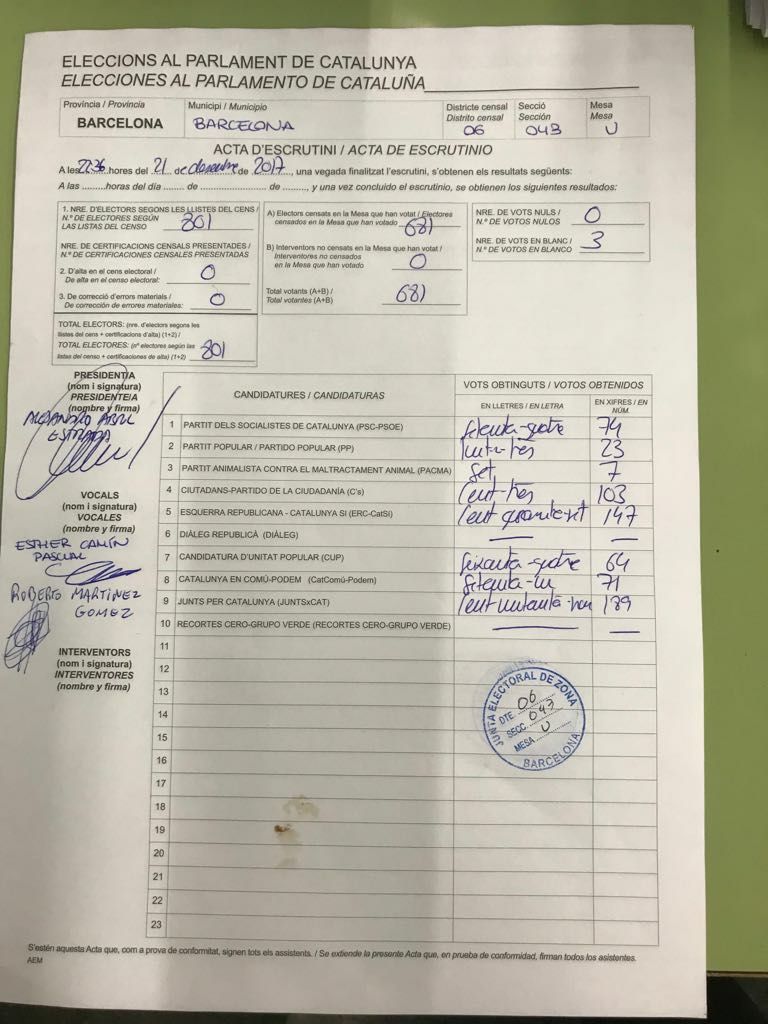 ELECCIONS AL PARLAMENT DE CATALUNYA
ELECCIONES AL PARLAMENTO DE CATALUÑA
Província / Provincia
BARCELONA
Municipi / Municipio
BARCELONA
Districte censal
Distrito censal
06
Secció
Sección
043
Mesa
Mesa
U
ACTA D'ESCRUTINI / ACTA DE ESCRUTINIO
A les 22:36 hores del 21 de desembre de 2017, una vegada finalitzat l'escrutini, s'obtenen els resultats següents:
A las .........horas del día ....... de ........................ de ........, y una vez concluido el escrutinio, se obtienen los siguientes resultados:
1. NRE. D'ELECTORS SEGONS LES LLISTES DEL CENS /
N.º DE ELECTORES SEGÚN
LAS LISTAS DEL CENSO 801
NRE. DE CERTIFICACIONS CENSALS PRESENTADES /
N.º DE CERTIFICACIONES CENSALES PRESENTADAS
2. D'alta en el cens electoral /
De alta en el censo electoral 0
3. De correcció d'errors materials /
De corrección de errores materiales: 0
TOTAL ELECTORS: (nre. d'electors segons les
llistes del cens + certificacions d'alta) (1+2) /
TOTAL ELECTORES: (nº electores según las
listas del censo + certificaciones de alta) (1+2) 801
A) Electors censats en la Mesa que han votat / Electores
censados en la Mesa que han votado 681
B) Interventors no censats en la Mesa que han votat /
Interventores no censados
en la Mesa que han votado 0
Total votants (A+B) /
Total votantes (A+B) 681
NRE. DE VOTS NULS /
N.º DE VOTOS NULOS 0
NRE. DE VOTS EN BLANC /
N.º DE VOTOS EN BLANCO 3
PRESIDENT/A
(nom i signatura)
PRESIDENTE/A
(nombre y firma)
ESTRADA
VOCALS
(nom i signatura)
VOCALES
(nombre y firma)
ESTHER
PASCUAL
ROBERTO MARTINEZ
GOMEZ
INTERVENTORS
(nom i signatura)
INTERVENTORES
(nombre y firma)
CANDIDATURES / CANDIDATURAS
VOTS OBTINGUTS / VOTOS OBTENIDOS
EN LLETRES / EN LETRA
EN XIFRES / EN NÚM.
1 PARTIT DELS SOCIALISTES DE CATALUNYA (PSC-PSOE) setenta-quatre 74
2 PARTIT POPULAR / PARTIDO POPULAR (PP) 23
3 PARTIT ANIMALISTA CONTRA EL MALTRACTAMENT ANIMAL (PACMA) set 7
4 CIUTADANS-PARTIDO DE LA CIUDADANÍA (C's) Cent-tres 103
5 ESQUERRA REPUBLICANA - CATALUNYA SI (ERC-CatSi) Cent 147
6 DIÀLEG REPUBLICÀ (DIÀLEG)
7 CANDIDATURA D'UNITAT POPULAR (CUP) seixanta-quatre 64
8 CATALUNYA EN COMÚ-PODEM (CatComú-Podem) 71
9 JUNTS PER CATALUNYA (JUNTSxCAT) Cent 189
10 RECORTES CERO-GRUPO VERDE (RECORTES CERO-GRUPO VERDE)
11
12
13
14
15
16
17
18
19
20
21
22
23
JUNTA ELECTORAL DE ZONA
DTE. 06
SECC. 043
MESA U
BARCELONA
S'estén aquesta Acta que, com a prova de conformitat, signen tots els assistents. / Se extiende la presente Acta que, en prueba de conformidad, firman todos los asistentes.
AEM